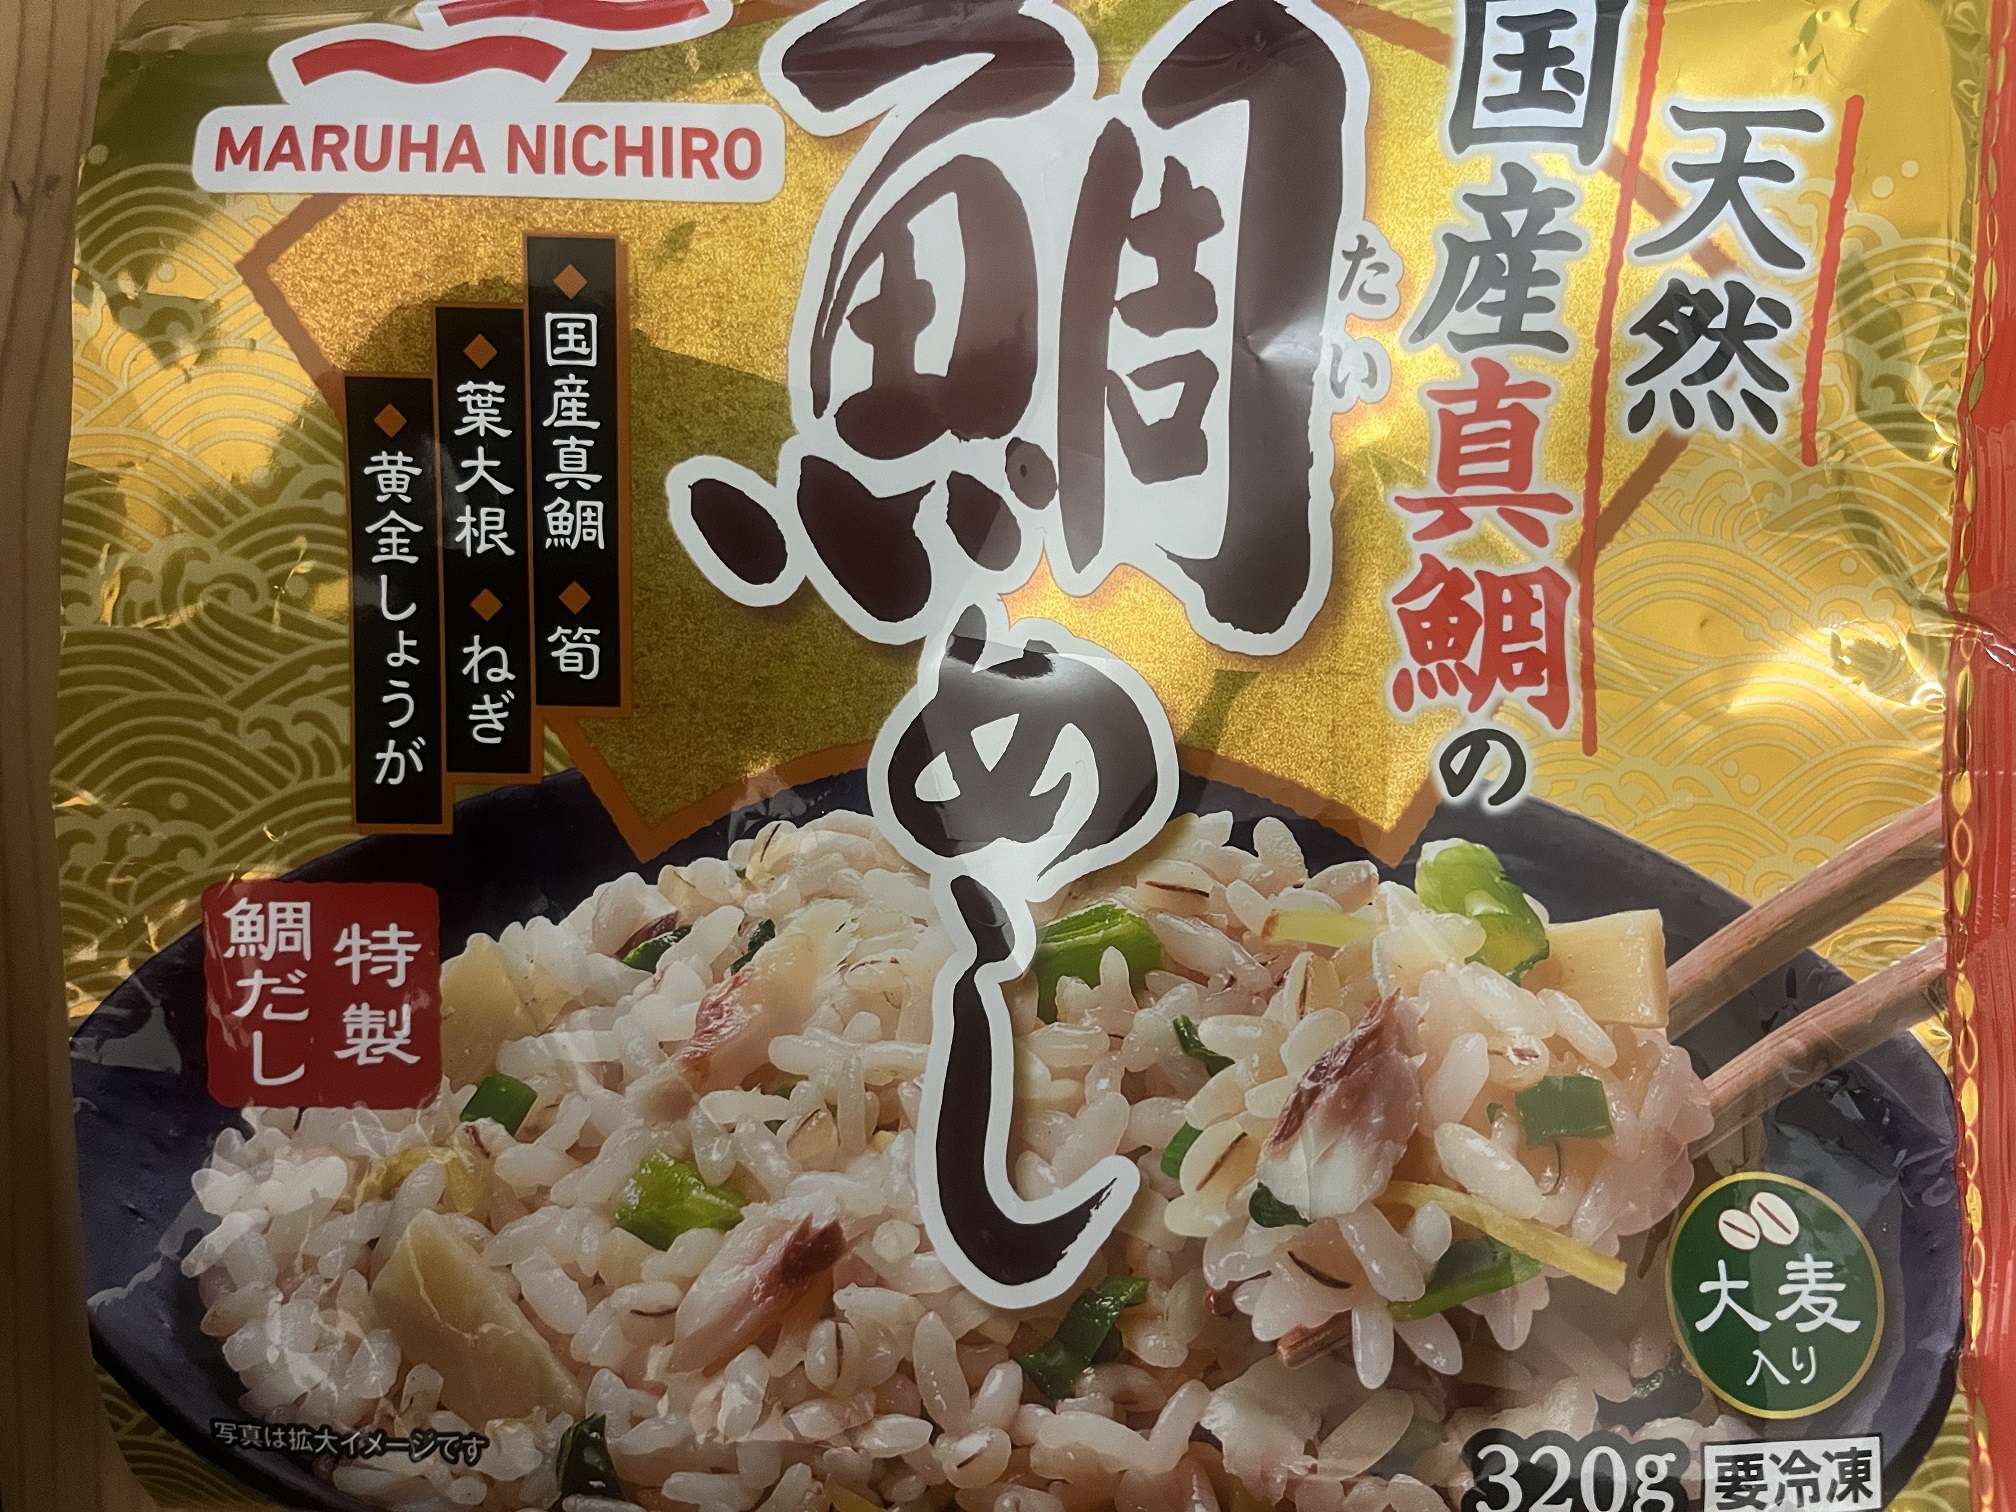 MARUHA NICHIRO
天然
国産真鯛の
鯛めし
たい
◆国産真鯛◆筍
◆葉大根◆ねぎ
◆黄金しょうが
特製
鯛だし
大麦
入り
写真は拡大イメージです
320g 要冷凍